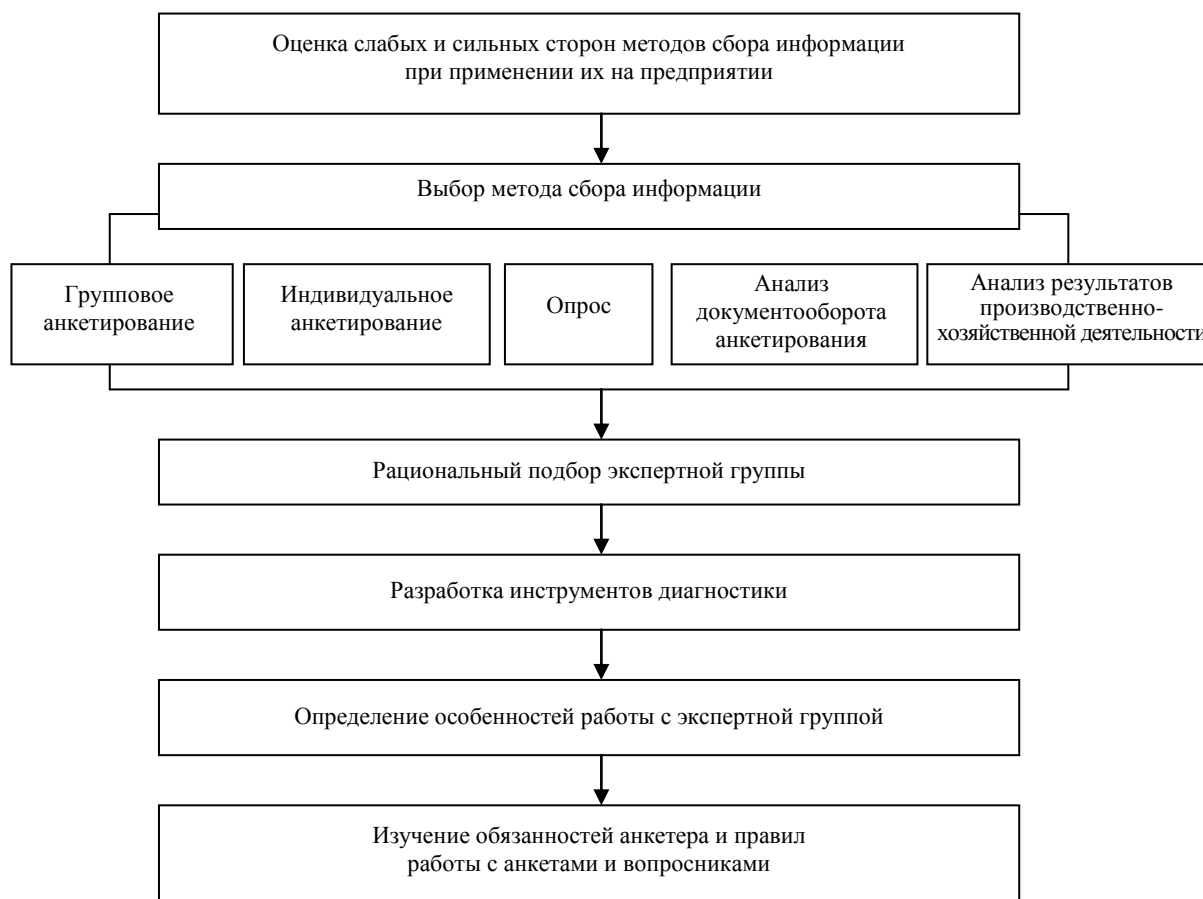 Оценка слабых и сильных сторон методов сбора информации
при применении их на предприятии
Выбор метода сбора информации
Групповое
анкетирование
Индивидуальное
анкетирование
Опрос
Анализ
документооборота
анкетирования
Анализ результатов
производственно-
хозяйственной деятельности
Рациональный подбор экспертной группы
Разработка инструментов диагностики
Определение особенностей работы с экспертной группой
Изучение обязанностей анкетера и правил
работы с анкетами и вопросниками